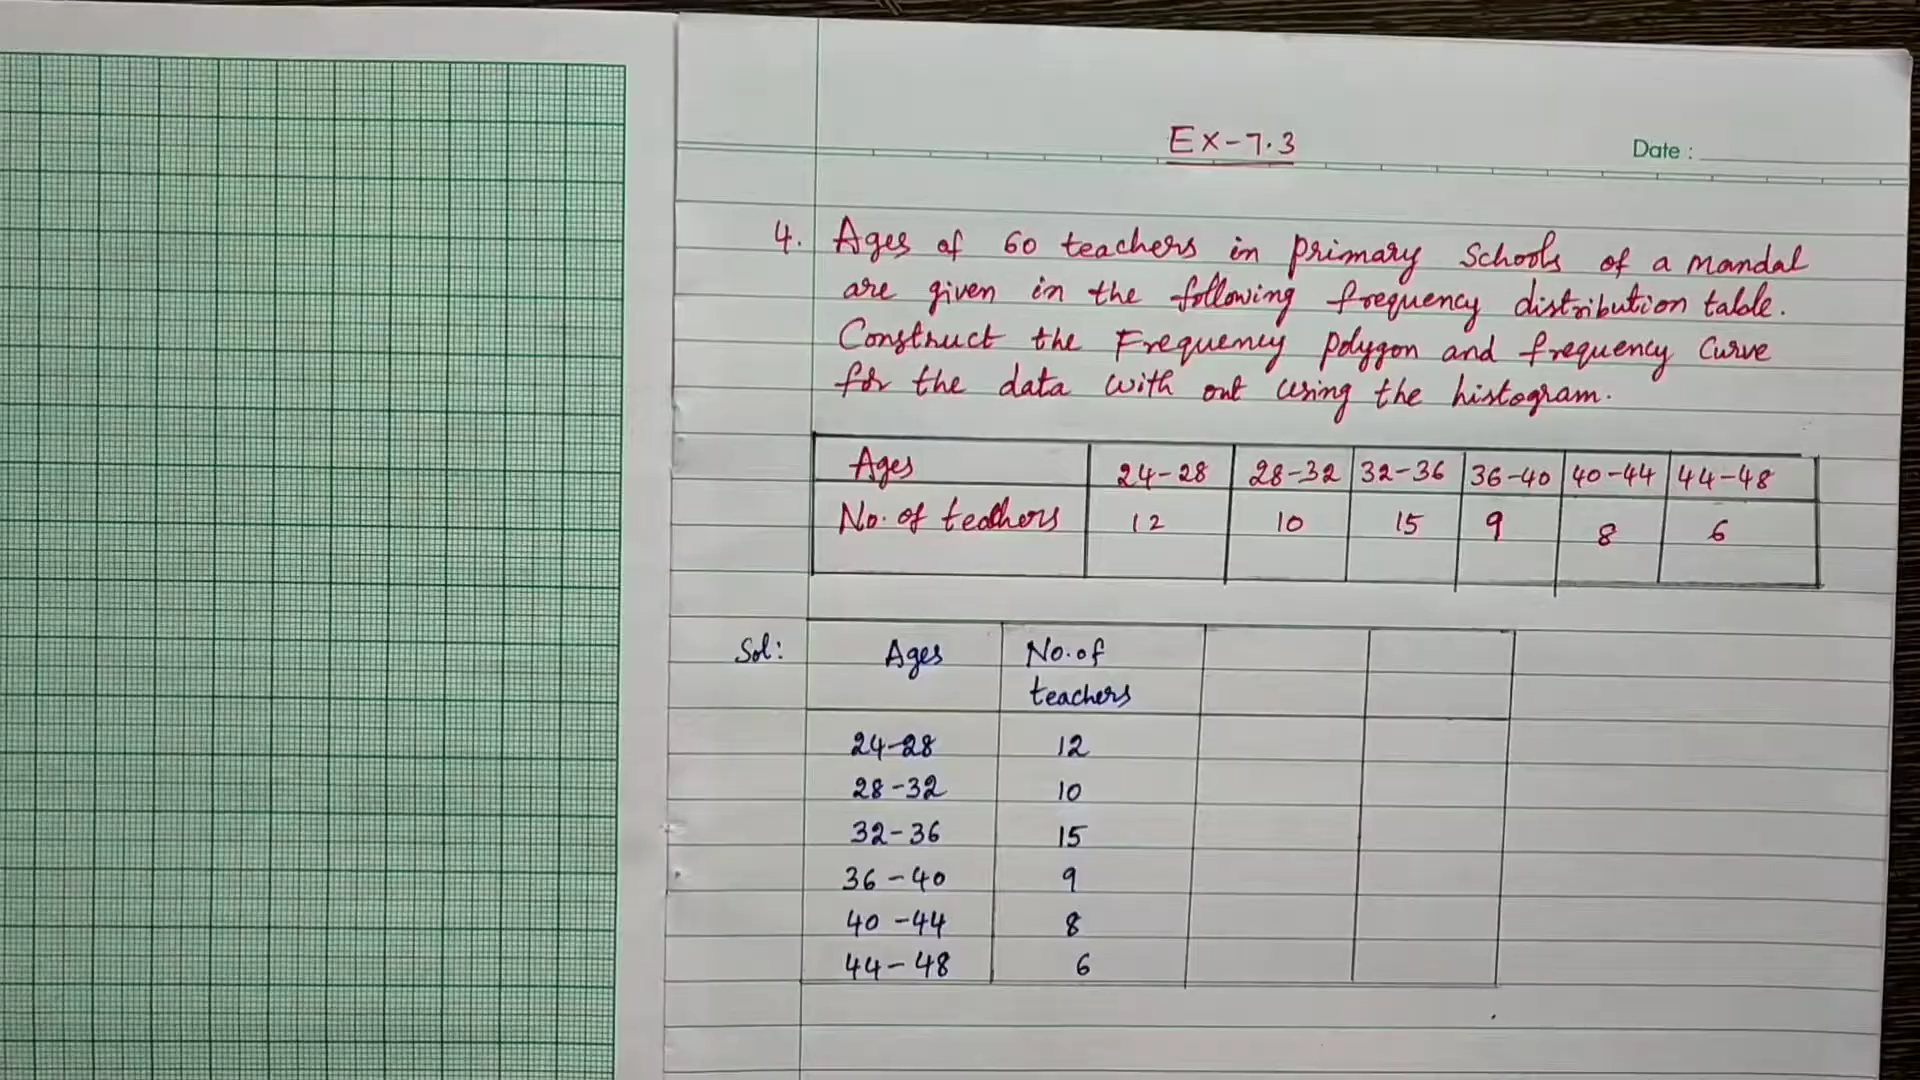 Ex-7.3
Date :
4. Ages of 60 teachers in primary Schools of a mandal
are given in the following frequency distribution table.
Construct the Frequency polygon and frequency Curve
for the data with out using the histogram.
Ages 24-28 28-32 32-36 36-40 40-44 44-48
No. of teachers 12 10 15 9 8 6
Sol: Ages No. of
teachers
24-28 12
28-32 10
32-36 15
36-40 9
40-44 8
44-48 6